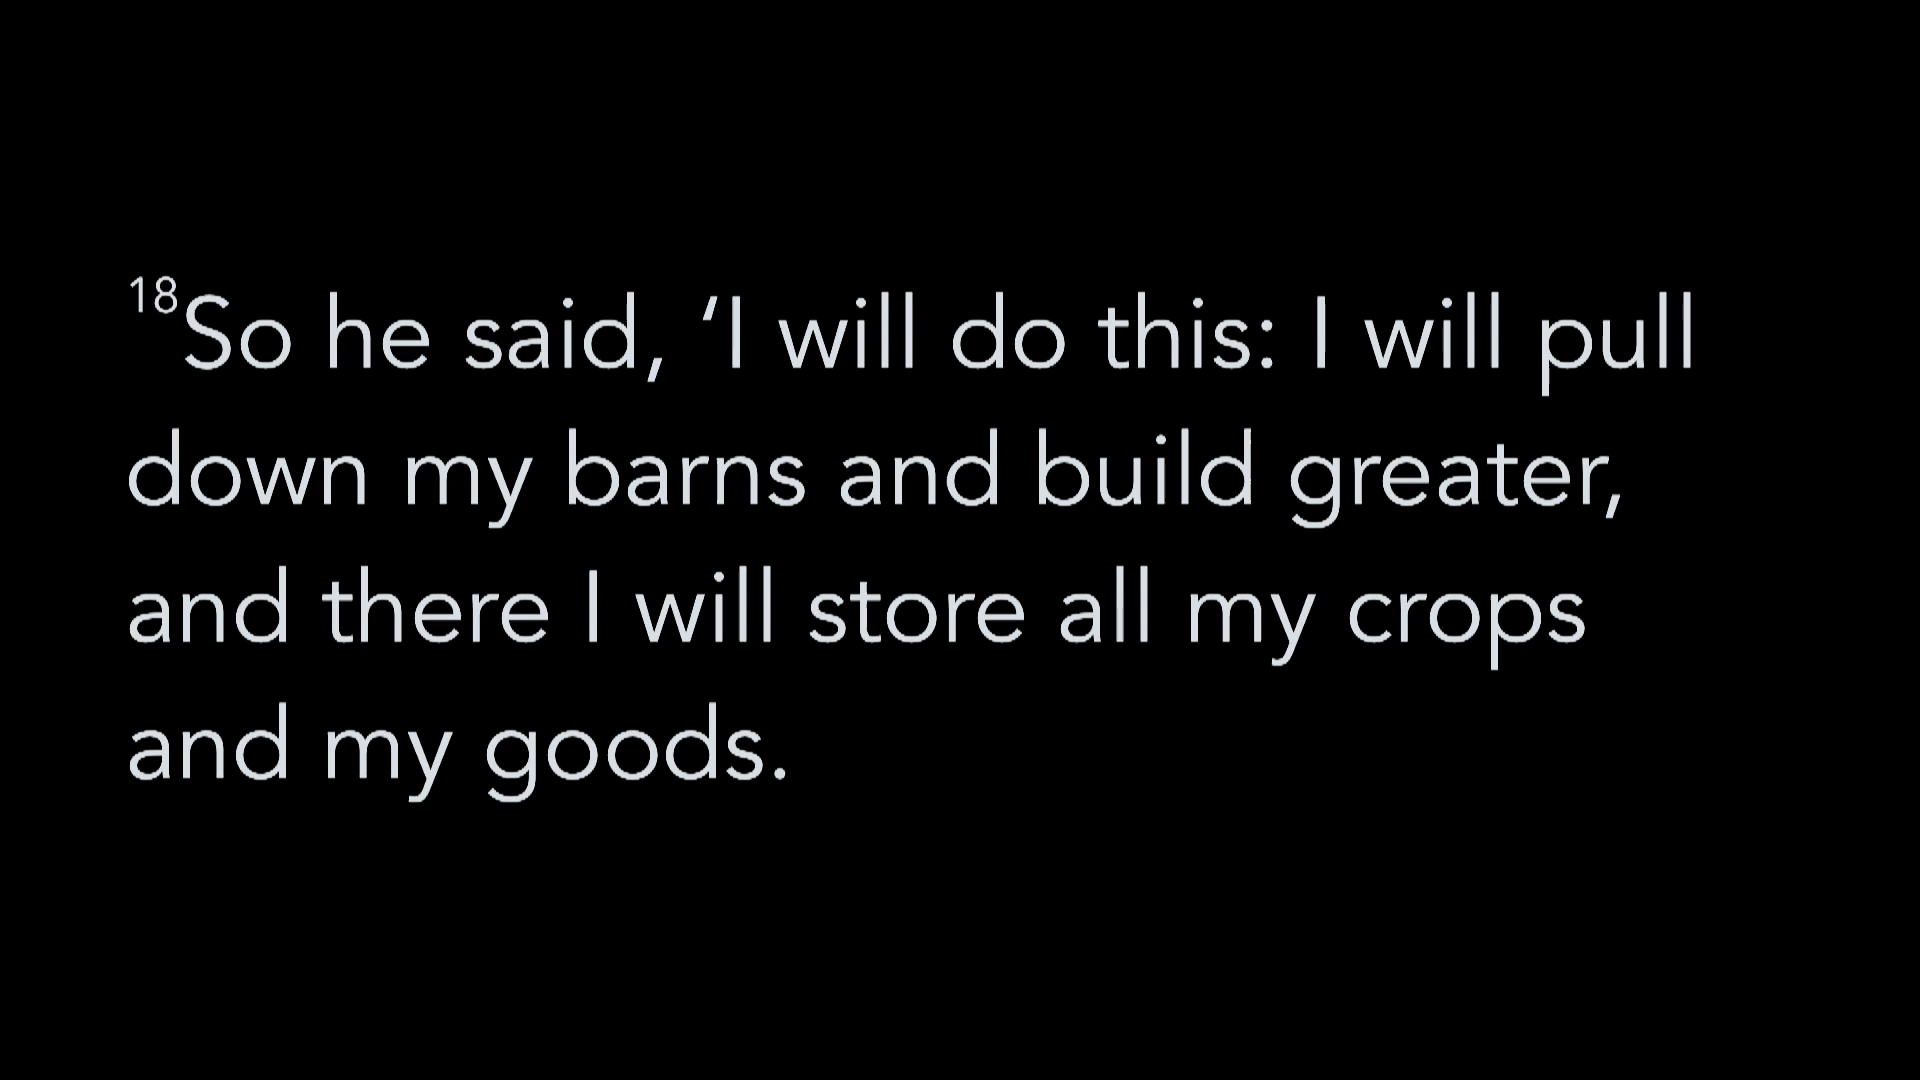 18So he said, ‘I will do this: I will pull
down my barns and build greater,
and there I will store all my crops
and my goods.